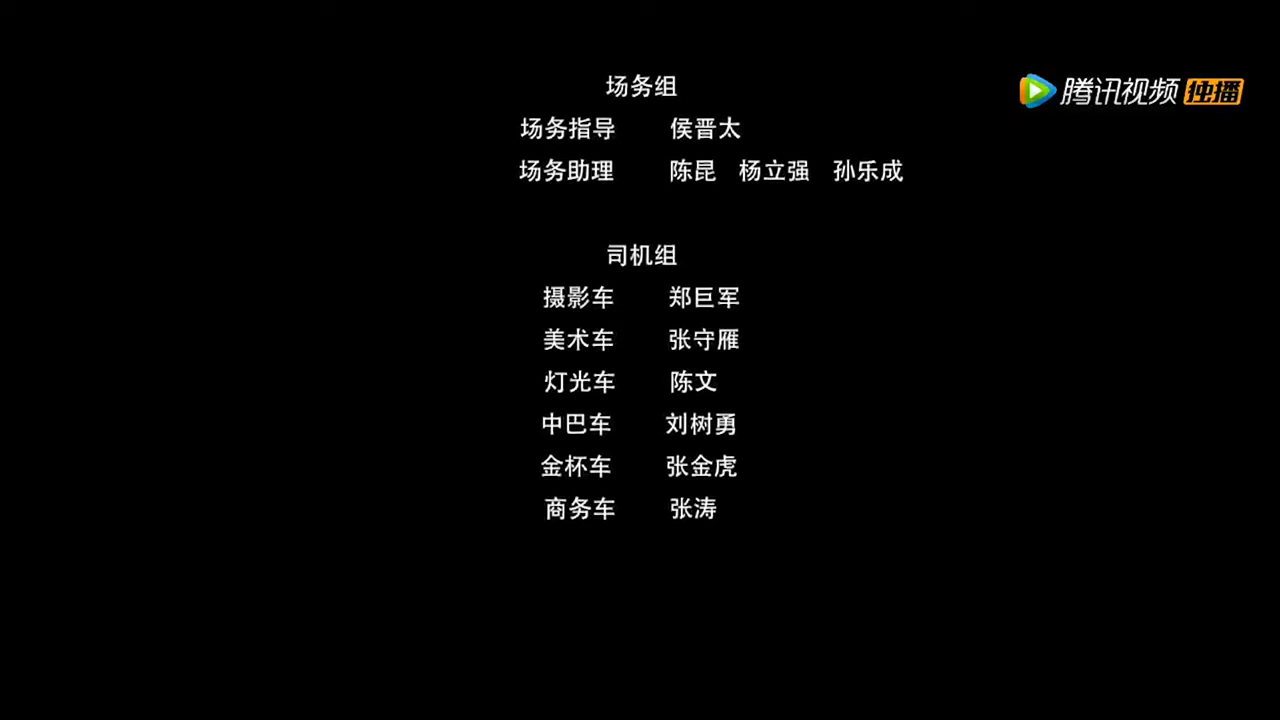 场务组
腾讯视频 独播
场务指导 侯晋太
场务助理 陈昆 杨立强 孙乐成
司机组
摄影车 郑巨军
美术车 张守雁
灯光车 陈文
中巴车 刘树勇
金杯车 张金虎
商务车 张涛